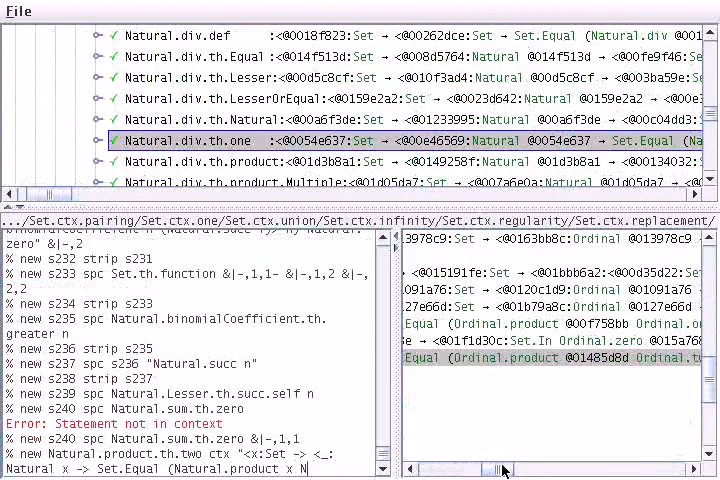 File
Natural.div.def :<@0018f823:Set → <@00262dce:Set → Set.Equal (Natural.div @001
Natural.div.th.Equal :<@014f513d:Set → <@008d5764:Natural @014f513d → <@00fe9f46:Se
Natural.div.th.Lesser:<@00d5c8cf:Set → <@010f3ad4:Natural @00d5c8cf → <@003ba59e:
Natural.div.th.LesserOrEqual:<@0159e2a2:Set → <@0023d642:Natural @0159e2a2 → <@00e
Natural.div.th.Natural:<@00a6f3de:Set → <@01233995:Natural @00a6f3de → <@00c04dd3:
Natural.div.th.one :<@0054e637:Set → <@00e46569:Natural @0054e637 → Set.Equal (Na
Natural.div.th.product:<@01d3b8a1:Set → <@0149258f:Natural @01d3b8a1 → <@00134032:
Natural.div.th.product.Multiple:<@01d05da7:Set → <@007a6e0a:Natural @01d05da7 → <@
.../Set.ctx.pairing/Set.ctx.one/Set.ctx.union/Set.ctx.infinity/Set.ctx.regularity/Set.ctx.replacement/
zero" &|-,2
% new s232 strip s231
% new s233 spc Set.th.function &|-,1,1- &|-,1,2 &|-,
2,2
% new s234 strip s233
% new s235 spc Natural.binomialCoefficient.th.
greater n
% new s236 strip s235
% new s237 spc s236 "Natural.succ n"
% new s238 strip s237
% new s239 spc Natural.Lesser.th.succ.self n
% new s240 spc Natural.sum.th.zero
Error: Statement not in context
% new s240 spc Natural.sum.th.zero &|-,1,1
% new Natural.product.th.two ctx "<x:Set -> <_:
Natural x -> Set.Equal (Natural.product x N
3978c9:Set → <@0163bb8c:Ordinal @013978c9 →
<@015191fe:Set → <@01bbb6a2:<@00d35d22:Set
1091a76:Set → <@0120c1d9:Ordinal @01091a76 →
127e66d:Set → <@01b79a8c:Ordinal @0127e66d →
Equal (Ordinal.product @00f758bb Ordinal.on
e → <@01f1d30c:Set.In Ordinal.zero @015a768
Equal (Ordinal.product @01485d8d Ordinal.tw